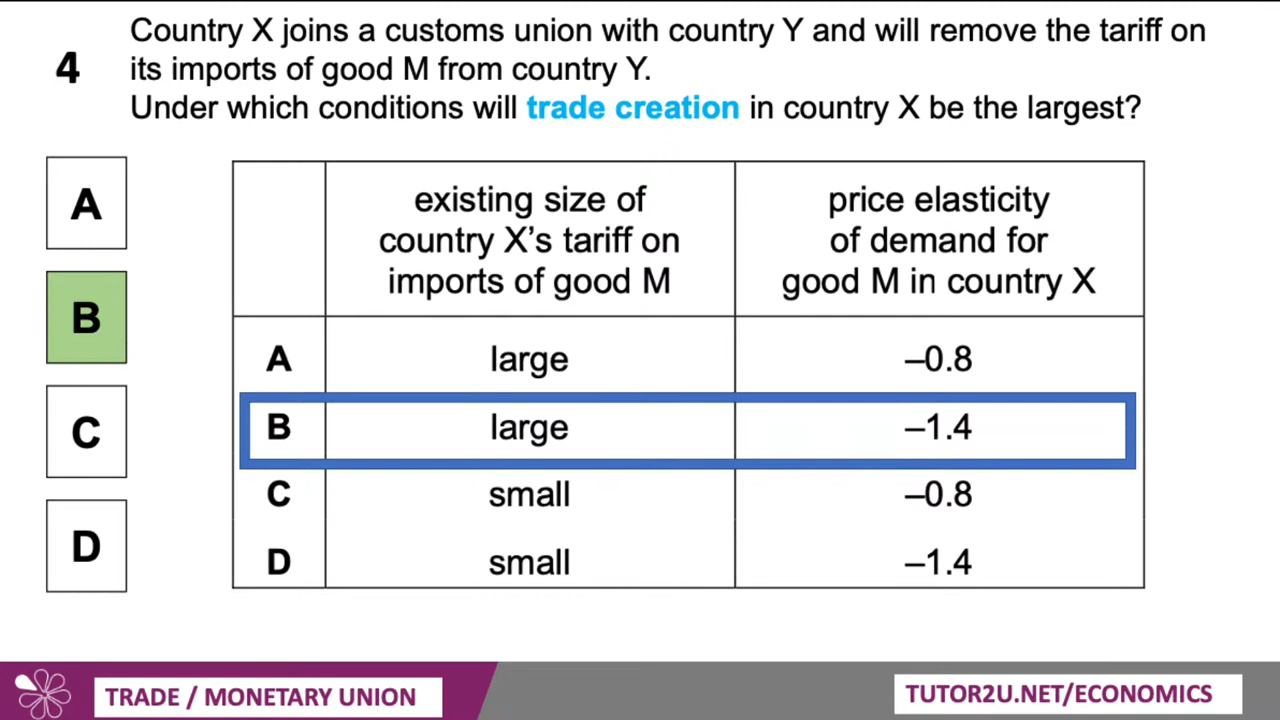 Country X joins a customs union with country Y and will remove the tariff on
4 its imports of good M from country Y.
Under which conditions will trade creation in country X be the largest?
A
B
C
D
existing size of country X's tariff on imports of good M
price elasticity of demand for good M in country X
A large –0.8
B large –1.4
C small –0.8
D small –1.4
TRADE / MONETARY UNION
TUTOR2U.NET/ECONOMICS